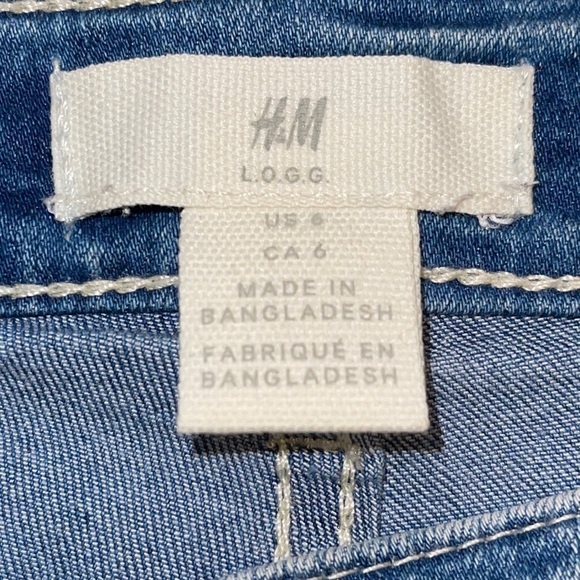 H&M
L.O.G.G.
US 6
CA 6
MADE IN
BANGLADESH
FABRIQUÉ EN
BANGLADESH